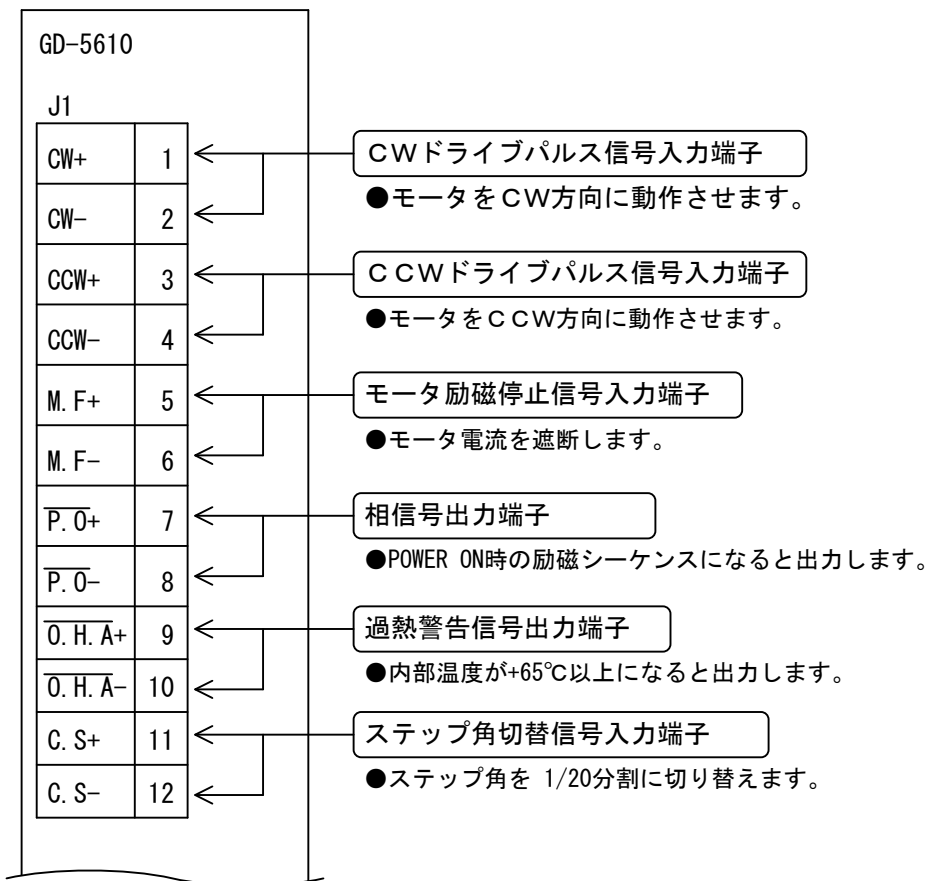 GD-5610
J1
CW+ 1
CWドライブパルス信号入力端子
●モータをCW方向に動作させます。
CW- 2
CCW+ 3
CCWドライブパルス信号入力端子
●モータをCCW方向に動作させます。
CCW- 4
M.F+ 5
モータ励磁停止信号入力端子
●モータ電流を遮断します。
M.F- 6
P.O+ 7
相信号出力端子
●POWER ON時の励磁シーケンスになると出力します。
P.O- 8
O.H.A+ 9
過熱警告信号出力端子
●内部温度が+65℃以上になると出力します。
O.H.A- 10
C.S+ 11
ステップ角切替信号入力端子
●ステップ角を 1/20分割に切り替えます。
C.S- 12